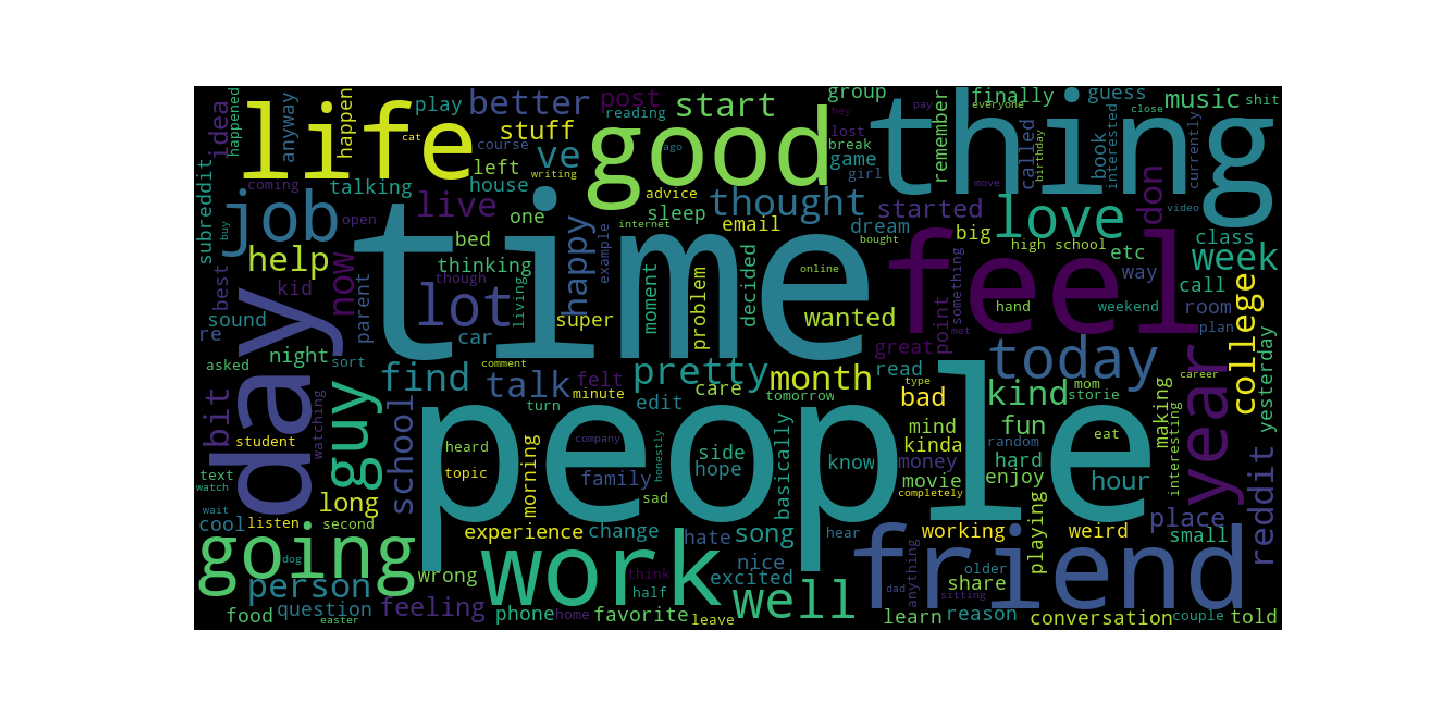 life
good
thing
time
people
feel
day
friend
work
going
year
job
love
today
lot
well
guy
school
college
week
reddit
month
pretty
kind
find
talk
thought
better
start
started
stuff
ve
happened
idea
anyway
happen
play
cat
post
reading
group
finally
guess
music
shit
everyone
close
pay
hey
remember
called
birthday
book
interested
currently
left
course
house
writing
talking
coming
subreddit
buy
open
live
one
advice
sleep
internet
ago
lost
break
game
girl
email
dream
bought
move
don
video
big
high school
etc
class
way
call
help
now
best
kid
parent
bed
thinking
though
living
happy
example
moment
problem
decided
online
wanted
point
something
met
hand
weekend
room
plan
sound
re
asked
night
sort
car
super
comment
felt
minute
turn
edit
care
tomorrow
great
read
type
bad
mom
storie
career
yesterday
making
interesting
bit
student
watching
text
watch
wait
cool
listen
second
long
heard
topic
morning
company
family
honestly
sad
side
hope
basically
know
mind
kinda
money
movie
completely
fun
random
hard
enjoy
eat
hour
place
small
experience
change
hate
song
hear
working
weird
playing
dog
person
wrong
think
half
nice
excited
older
anything
sitting
share
dad
food
question
easter
feeling
phone
home
favorite
leave
learn
reason
conversation
couple
told